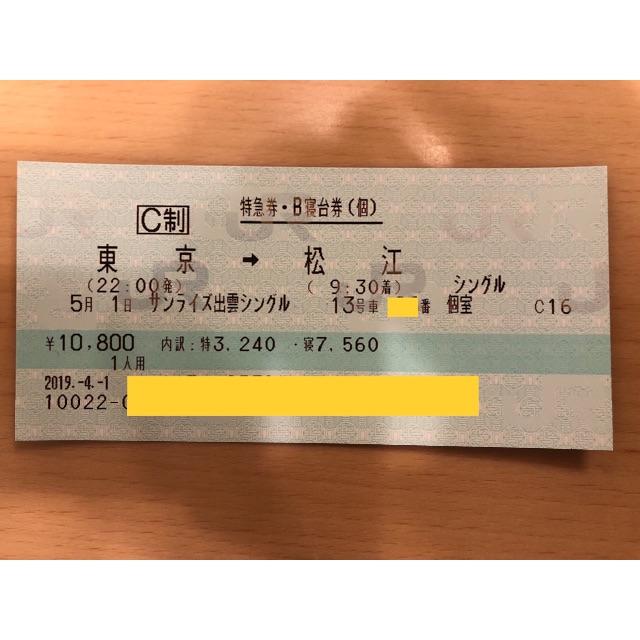 特急券・B寝台券(個)
C制
東京 → 松江
(22:00発) ( 9:30着) シングル
5月 1日 サンライズ出雲シングル 13号車 番 個室 C16
¥10,800 内訳:特3,240 ・寝7,560
1人用
2019.-4.-1
10022-0